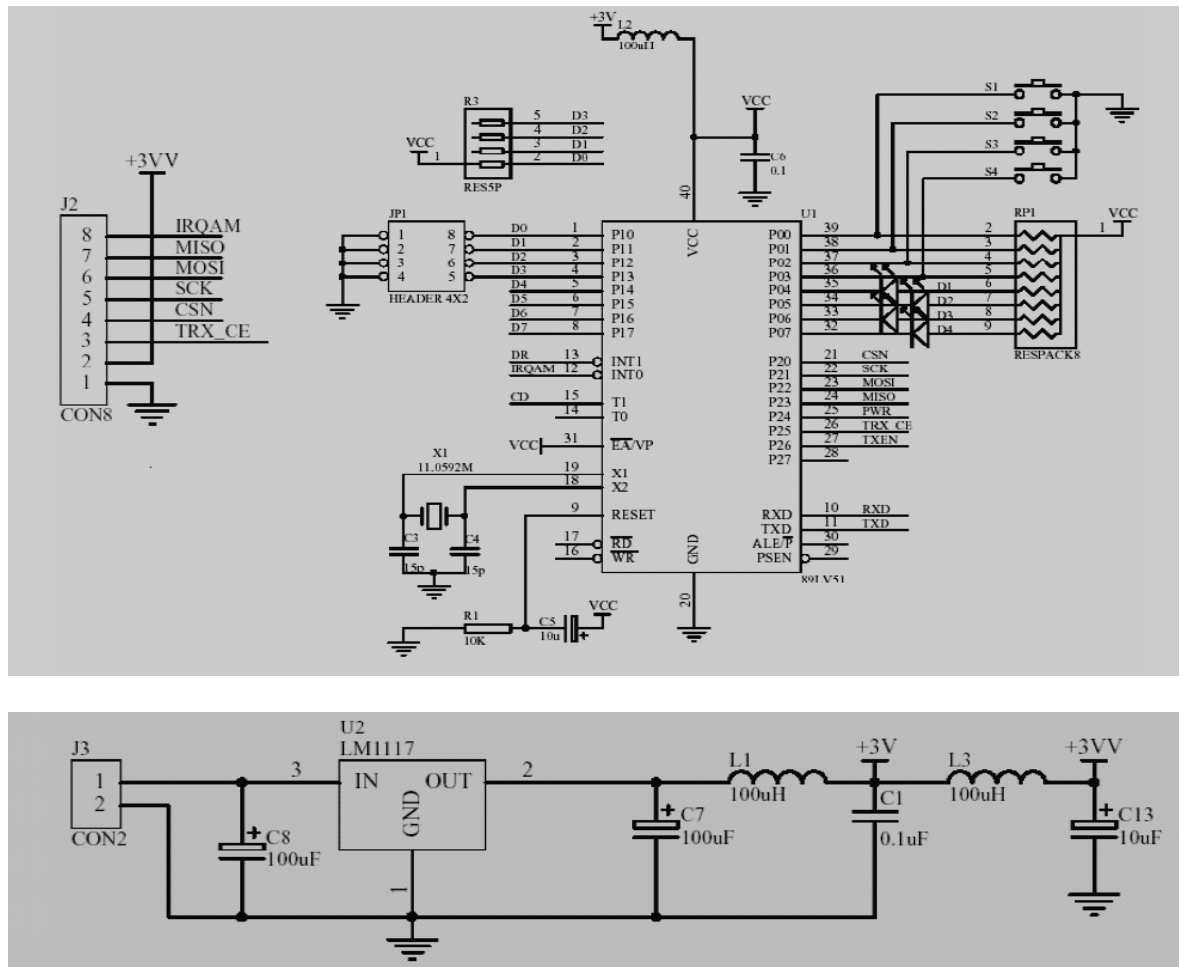 +3V
L2
100uH
R3
5 D3
4 D2
3 D1
2 D0
VCC
1
RES5P
VCC
C6
0.1
S1
S2
S3
S4
+3VV
J2
8 IRQAM
7 MISO
6 MOSI
5 SCK
4 CSN
3 TRX_CE
2
1
CON8
JP1
1 8
2 7
3 6
4 5
HEADER 4X2
D0 1 P10
D1 2 P11
D2 3 P12
D3 4 P13
D4 5 P14
D5 6 P15
D6 7 P16
D7 8 P17
DR 13 INT1
IRQAM 12 INT0
CD 15 T1
14 T0
VCC 31 EA/VP
X1
11.0592M
19 X1
18 X2
9 RESET
17 RD
16 WR
C3
15p
C4
15p
R1
10K
C5
10u
VCC
40
VCC
GND
20
U1
P00 39
P01 38
P02 37
P03 36
P04 35
P05 34
P06 33
P07 32
P20 21 CSN
P21 22 SCK
P22 23 MOSI
P23 24 MISO
P24 25 PWR
P25 26 TRX_CE
P26 27 TXEN
P27 28
RXD 10 RXD
TXD 11 TXD
ALE/P 30
PSEN 29
89LV51
D1
D2
D3
D4
RP1
2
3
4
5
6
7
8
9
1
VCC
RESPACK8
J3
1
2
CON2
C8
100uF
U2
LM1117
3 IN OUT 2
GND
1
C7
100uF
L1
100uH
+3V
C1
0.1uF
L3
100uH
+3VV
C13
10uF